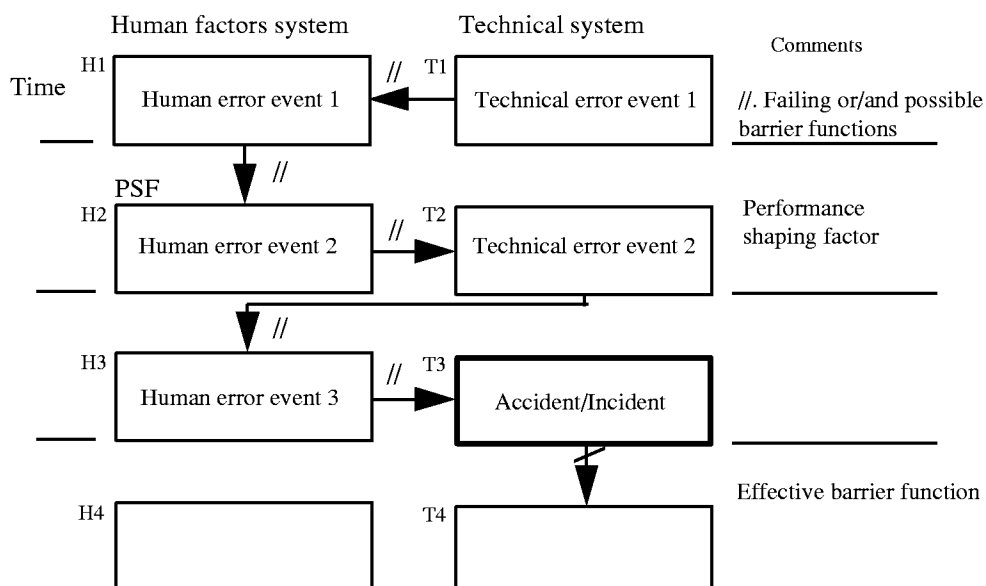 Human factors system
Technical system
Comments
Time
H1
Human error event 1
//
T1
Technical error event 1
//. Failing or/and possible
barrier functions
//
PSF
H2
Human error event 2
//
T2
Technical error event 2
Performance
shaping factor
//
H3
Human error event 3
//
T3
Accident/Incident
Effective barrier function
H4
T4